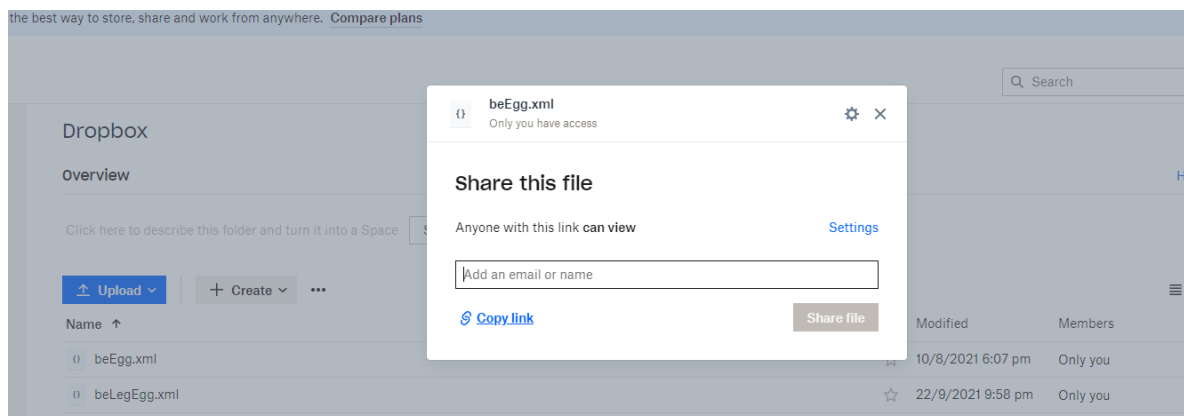 the best way to store, share and work from anywhere. Compare plans
Search
beEgg.xml
Only you have access
Dropbox
Overview
Share this file
Anyone with this link can view
Settings
Click here to describe this folder and turn it into a Space
Add an email or name
Upload
Create
Copy link
Share file
Name
Modified
Members
beEgg.xml
10/8/2021 6:07 pm
Only you
beLegEgg.xml
22/9/2021 9:58 pm
Only you